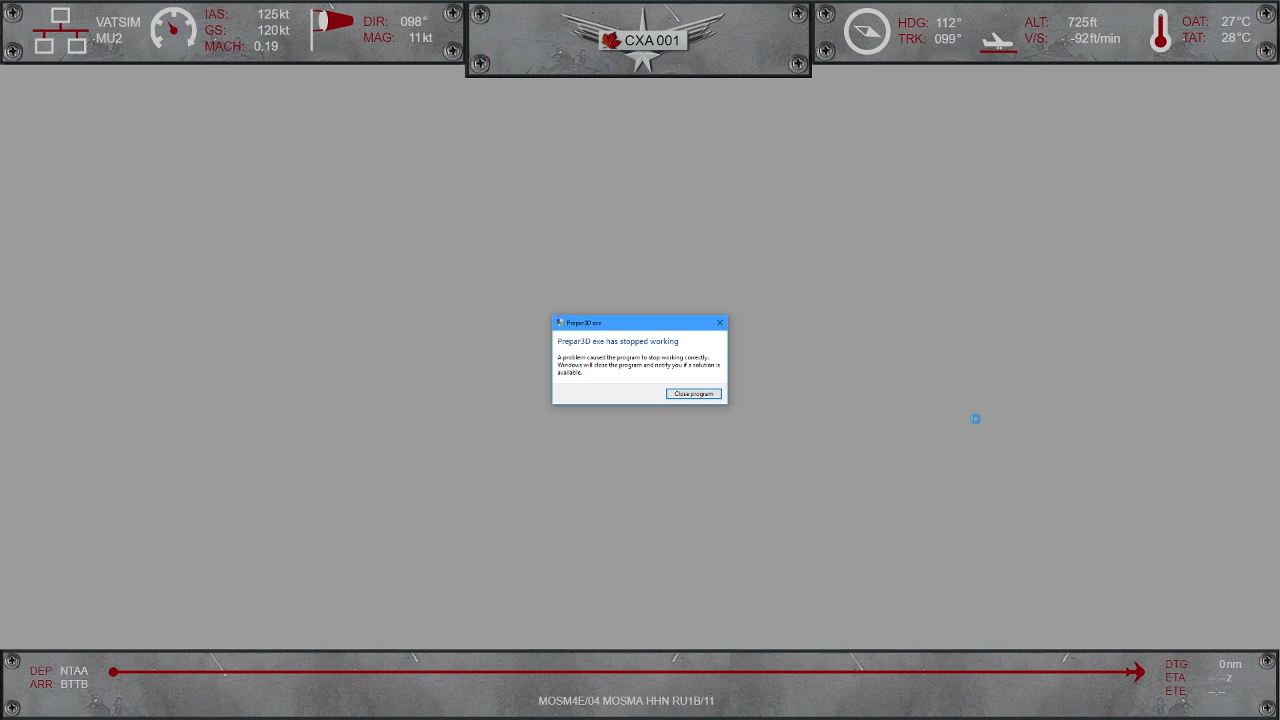 VATSIM
-MU2
IAS: 125kt
GS: 120kt
MACH: 0.19
DIR: 098°
MAG: 11kt
CXA 001
HDG: 112°
TRK: 099°
ALT: 725ft
V/S: -92ft/min
OAT: 27°C
TAT: 28°C
Prepar3D exe
Prepar3D exe has stopped working
A problem caused the program to stop working correctly.
Windows will close the program and notify you if a solution is
available.
Close program
DEP: NTAA
ARR: BTTB
MOSM4E/04 MOSMA HHN RU1B/11
DTG: 0nm
ETA --:--z
ETE: --:--